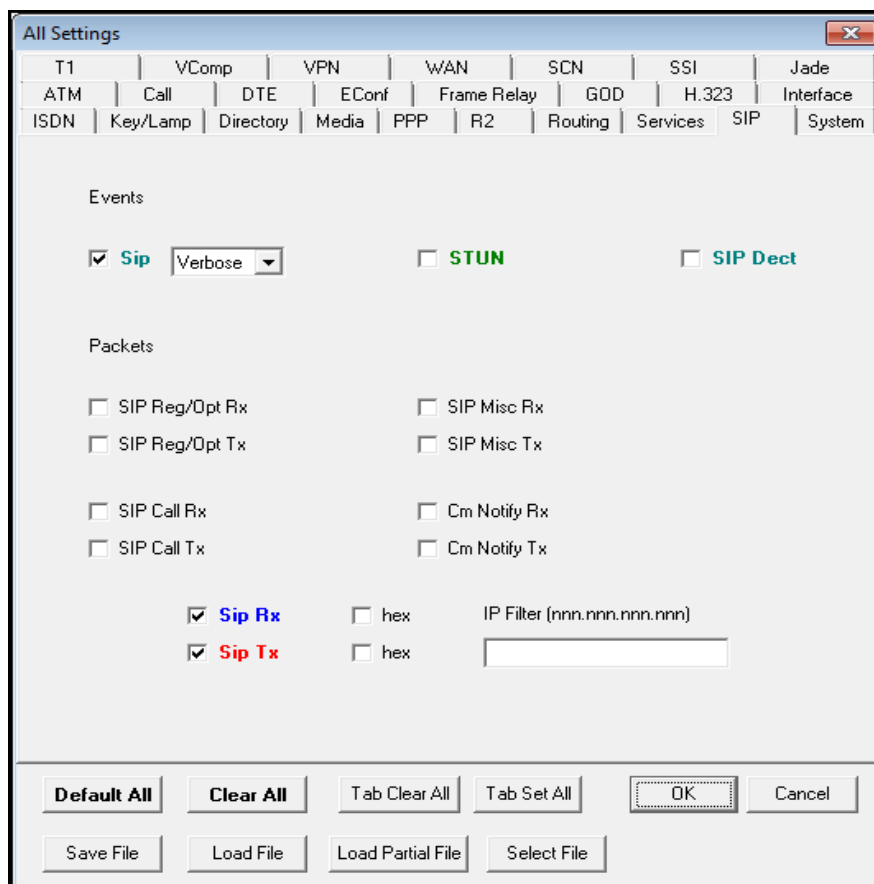 All Settings
T1 VComp VPN WAN SCN SSI Jade
ATM Call DTE EConf Frame Relay GOD H.323 Interface
ISDN Key/Lamp Directory Media PPP R2 Routing Services SIP System
Events
Sip Verbose STUN SIP Dect
Packets
SIP Reg/Opt Rx SIP Misc Rx
SIP Reg/Opt Tx SIP Misc Tx
SIP Call Rx Cm Notify Rx
SIP Call Tx Cm Notify Tx
Sip Rx hex IP Filter (nnn.nnn.nnn.nnn)
Sip Tx hex
Default All Clear All Tab Clear All Tab Set All OK Cancel
Save File Load File Load Partial File Select File